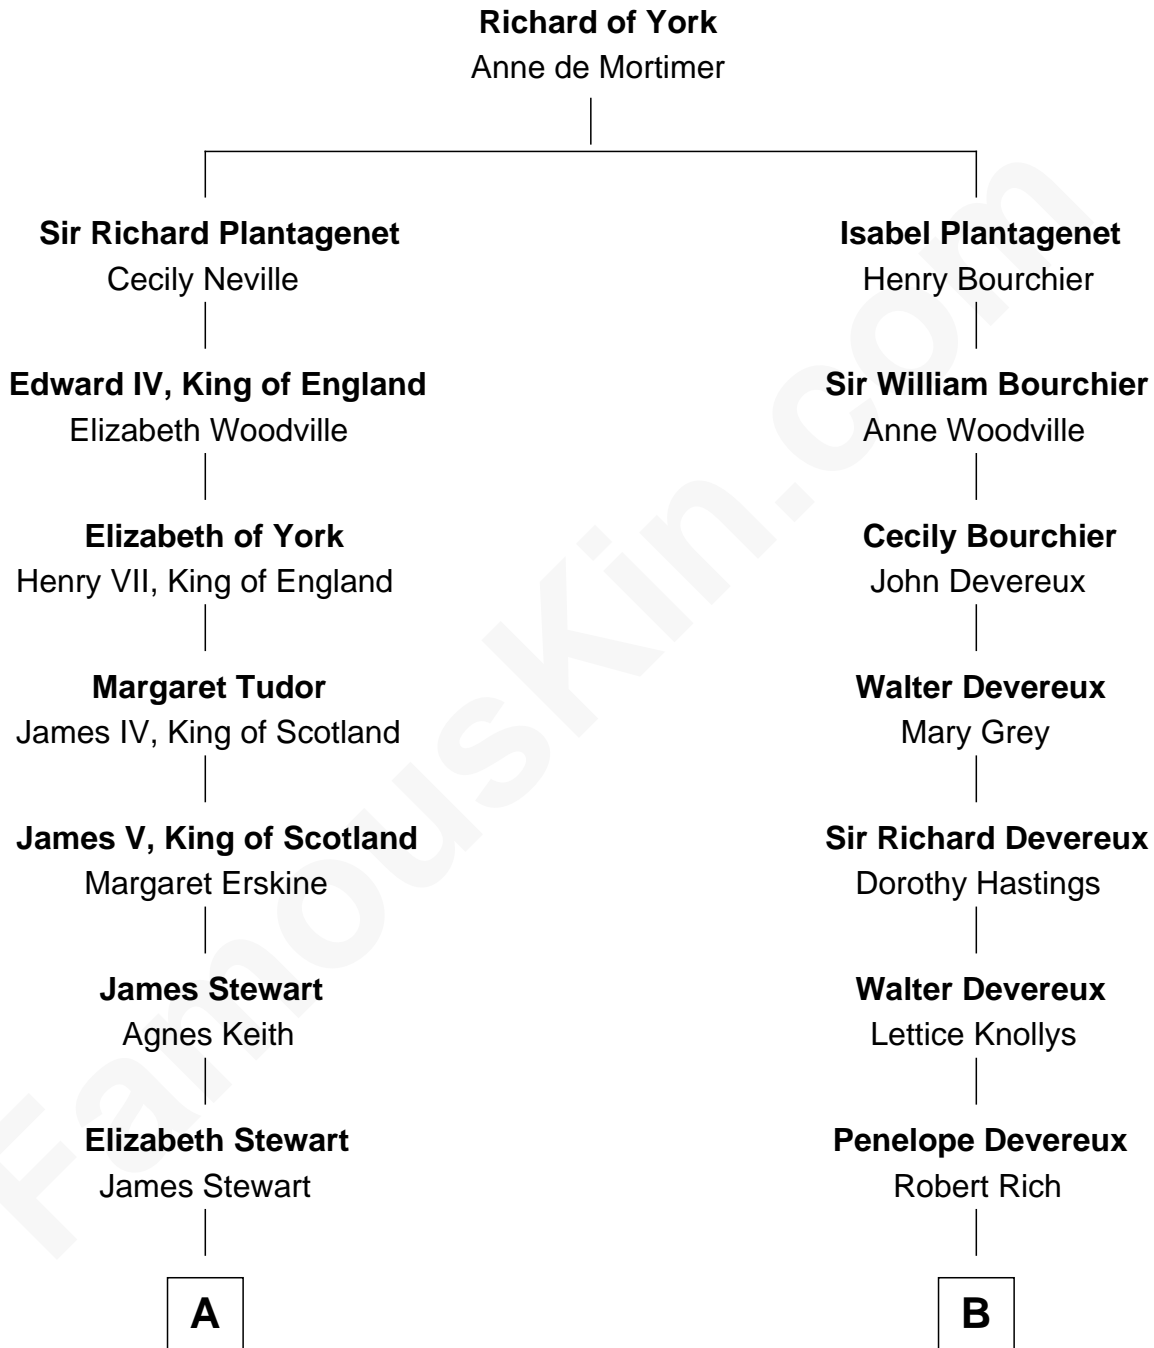 Richard of York
Anne de Mortimer
Sir Richard Plantagenet
Cecily Neville
Isabel Plantagenet
Henry Bourchier
Edward IV, King of England
Elizabeth Woodville
Sir William Bourchier
Anne Woodville
Elizabeth of York
Henry VII, King of England
Cecily Bourchier
John Devereux
Margaret Tudor
James IV, King of Scotland
Walter Devereux
Mary Grey
James V, King of Scotland
Margaret Erskine
Sir Richard Devereux
Dorothy Hastings
James Stewart
Agnes Keith
Walter Devereux
Lettice Knollys
Elizabeth Stewart
James Stewart
Penelope Devereux
Robert Rich
A
B
FamousKin.com